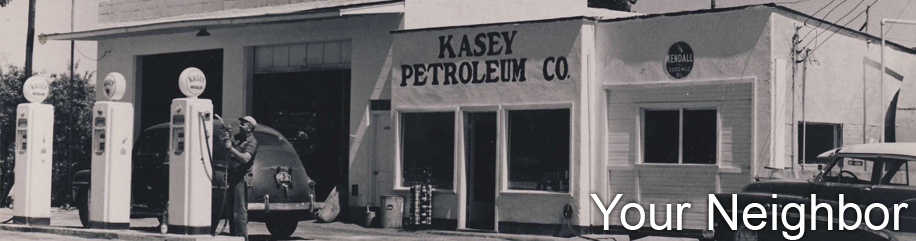 KASEY
PETROLEUM CO.
KENDALL
Your Neighbor